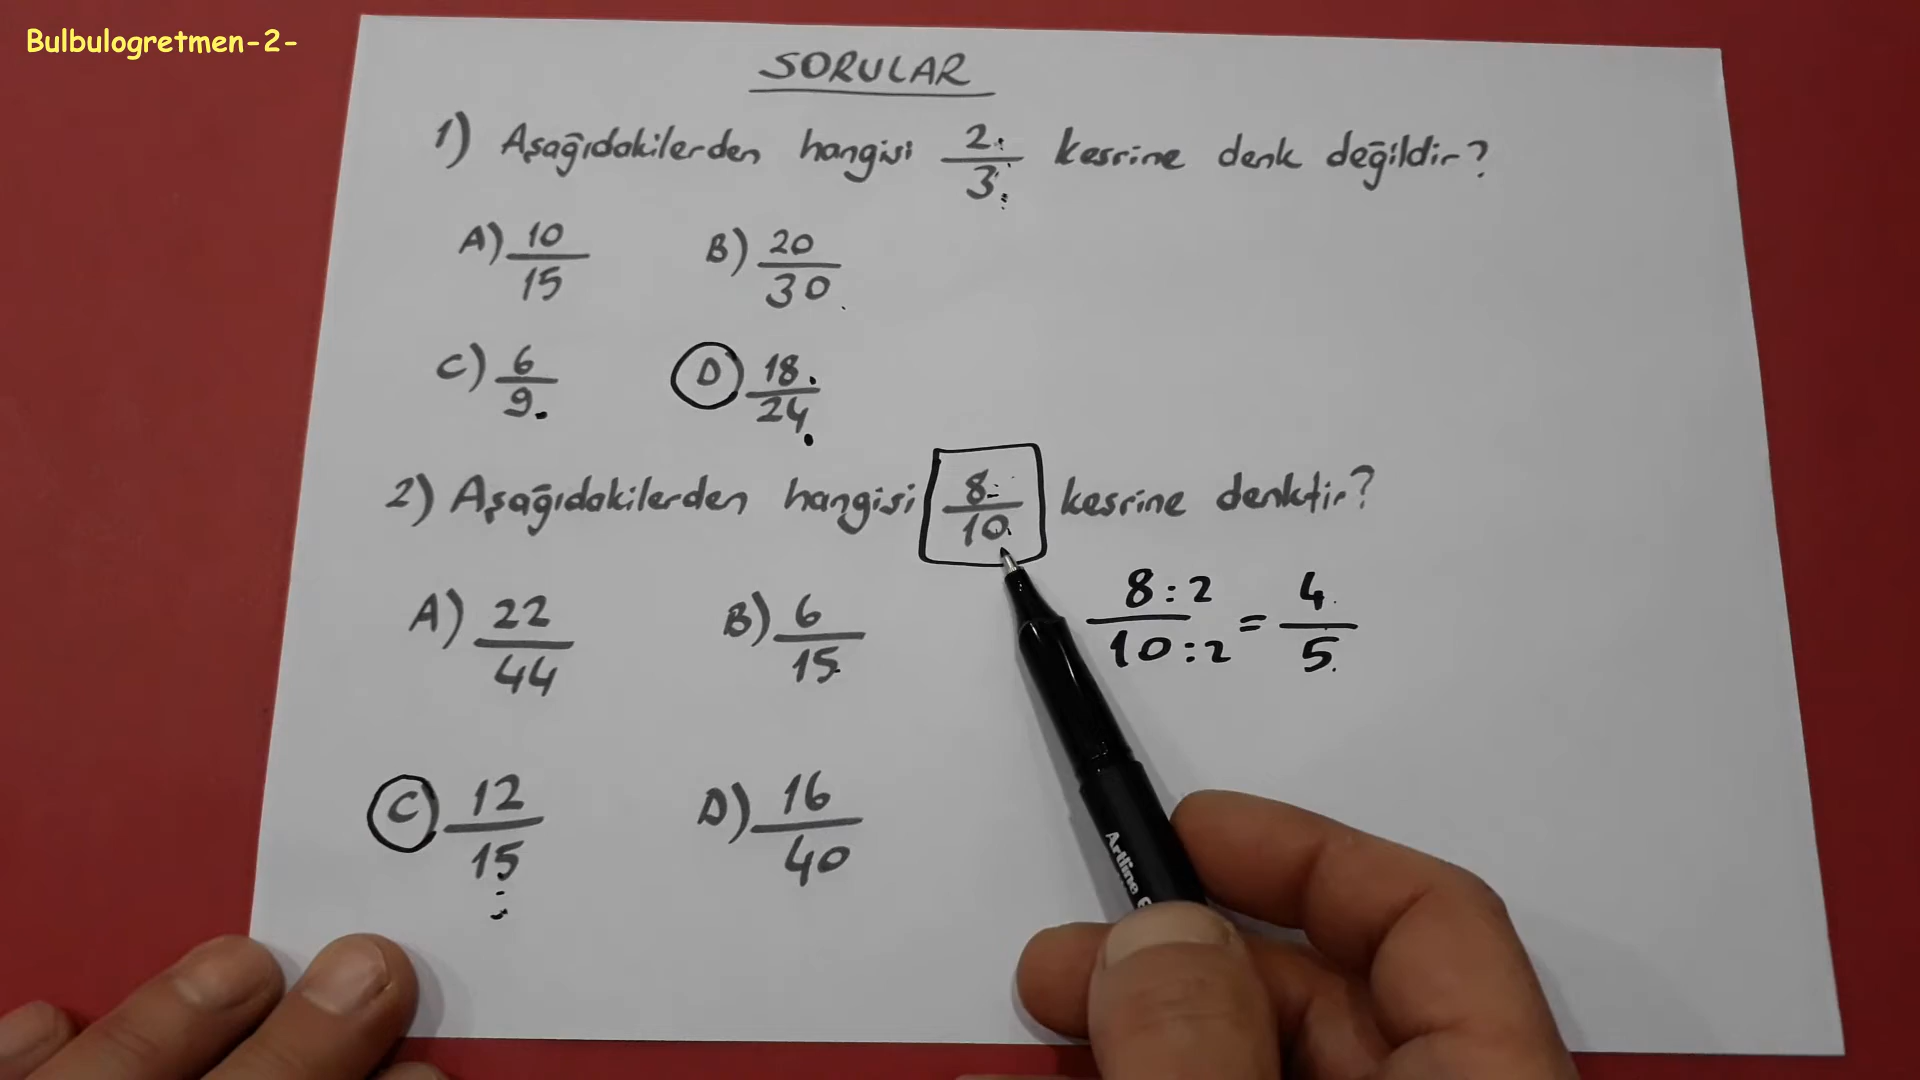 Bulbulogretmen-2-
SORULAR
1) Aşağıdakilerden hangisi 2/3 kesrine denk değildir?
A) 10/15 B) 20/30
C) 6/9 D) 18/24
2) Aşağıdakilerden hangisi 8/10 kesrine denktir?
8:2/10:2 = 4/5
A) 22/44 B) 6/15
C) 12/15 D) 16/40
Artline